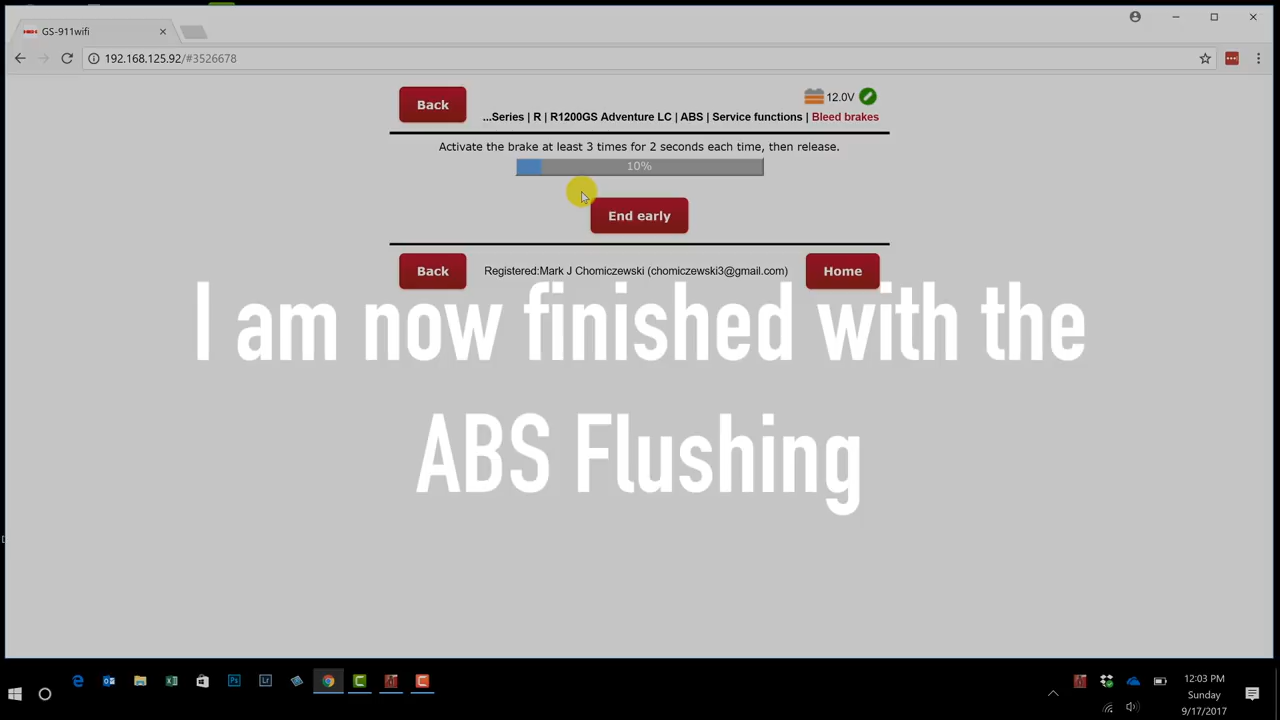 GS-911wifi
192.168.125.92/#3526678
Back
12.0V
...Series | R | R1200GS Adventure LC | ABS | Service functions | Bleed brakes
Activate the brake at least 3 times for 2 seconds each time, then release.
10%
End early
Back
Registered:Mark J Chomiczewski (chomiczewski3@gmail.com)
Home
I am now finished with the
ABS Flushing
12:03 PM
Sunday
9/17/2017